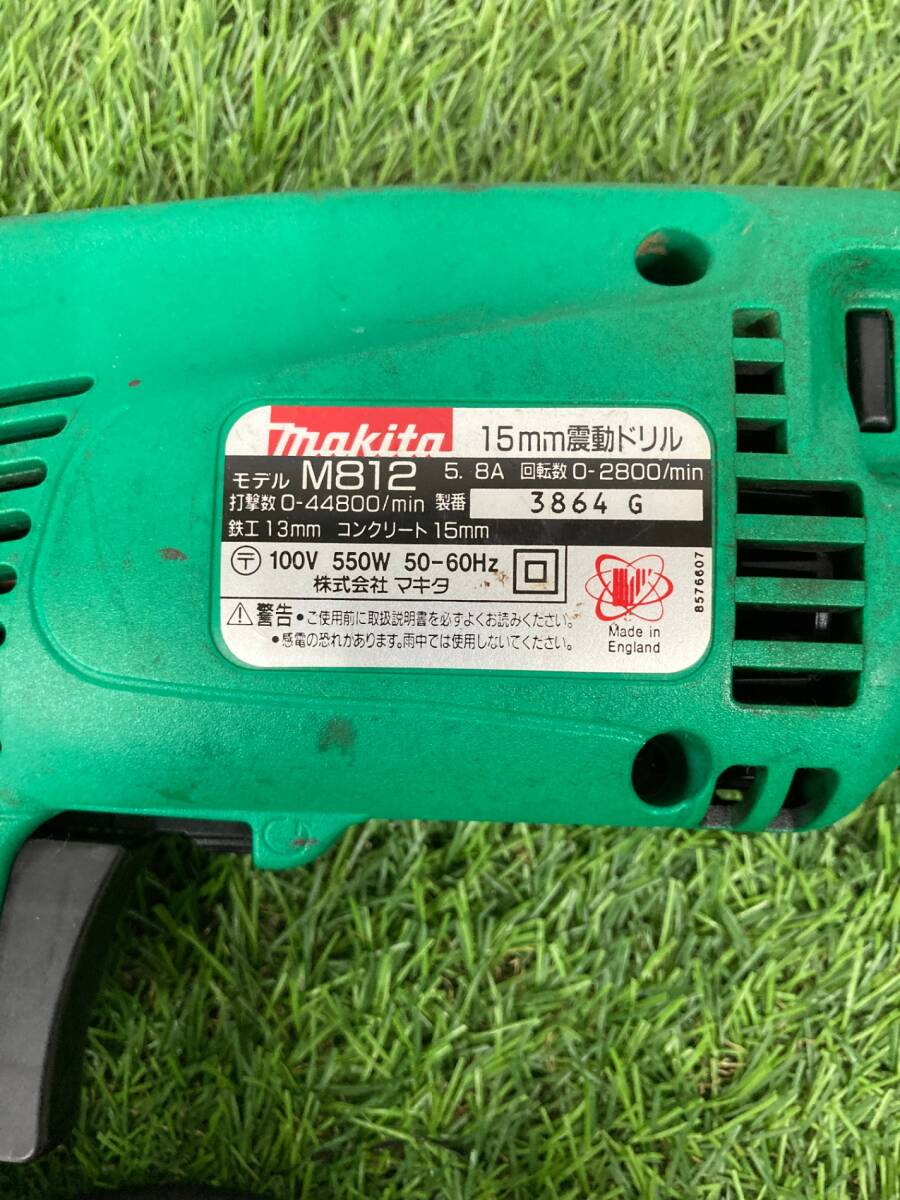 makita 15mm震動ドリル
モデル M812 5.8A 回転数 0-2800/min
打撃数 0-44800/min 製番 3864 G
鉄工 13mm コンクリート 15mm
〒 100V 550W 50-60Hz
株式会社 マキタ
警告 •ご使用前に取扱説明書を必ずよくお読みください。
•感電の恐れがあります。雨中では使用しないでください。
Made in
England
8576607